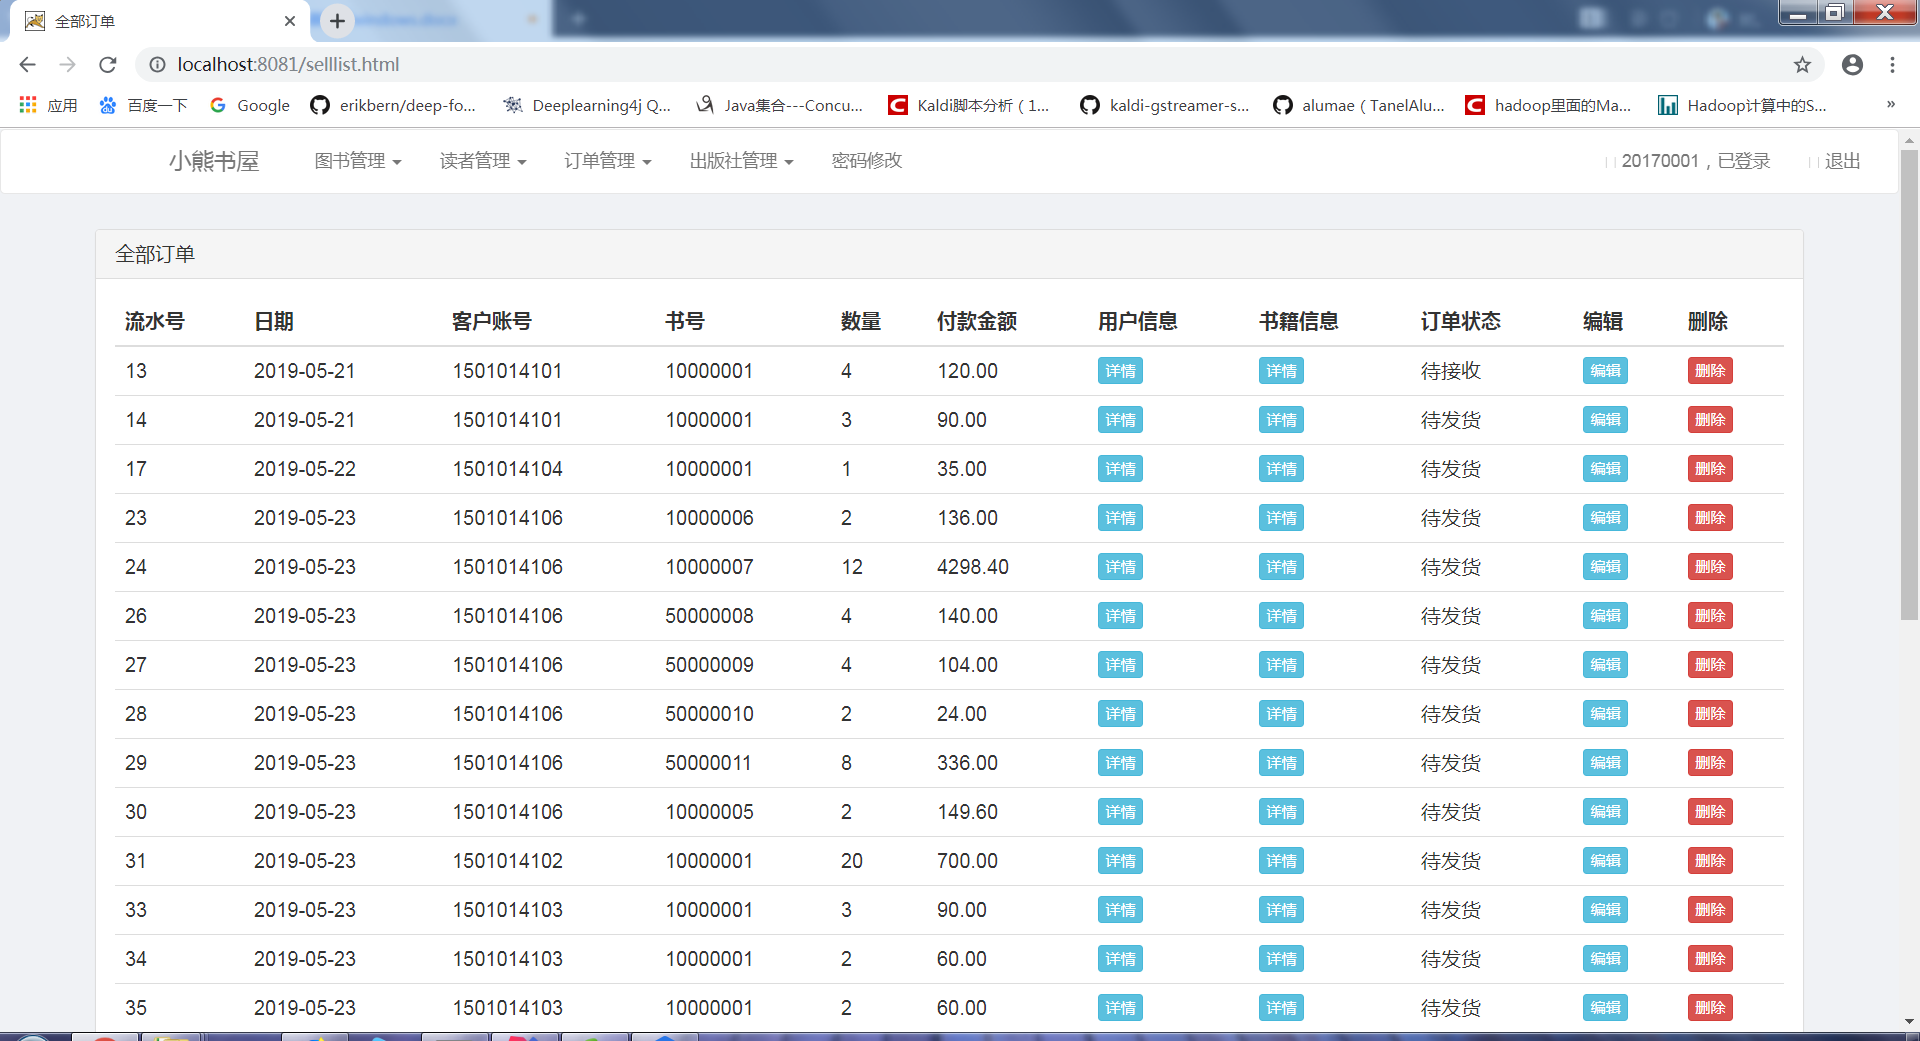 全部订单
localhost:8081/selllist.html
应用 百度一下 Google erikbern/deep-fo... Deeplearning4j Q... Java集合---Concu... Kaldi脚本分析（1... kaldi-gstreamer-s... alumae（TanelAlu... hadoop里面的Ma... Hadoop计算中的S... »
小熊书屋 图书管理 读者管理 订单管理 出版社管理 密码修改 20170001，已登录 退出
全部订单
流水号 日期 客户账号 书号 数量 付款金额 用户信息 书籍信息 订单状态 编辑 删除
13 2019-05-21 1501014101 10000001 4 120.00 详情 详情 待接收 编辑 删除
14 2019-05-21 1501014101 10000001 3 90.00 详情 详情 待发货 编辑 删除
17 2019-05-22 1501014104 10000001 1 35.00 详情 详情 待发货 编辑 删除
23 2019-05-23 1501014106 10000006 2 136.00 详情 详情 待发货 编辑 删除
24 2019-05-23 1501014106 10000007 12 4298.40 详情 详情 待发货 编辑 删除
26 2019-05-23 1501014106 50000008 4 140.00 详情 详情 待发货 编辑 删除
27 2019-05-23 1501014106 50000009 4 104.00 详情 详情 待发货 编辑 删除
28 2019-05-23 1501014106 50000010 2 24.00 详情 详情 待发货 编辑 删除
29 2019-05-23 1501014106 50000011 8 336.00 详情 详情 待发货 编辑 删除
30 2019-05-23 1501014106 10000005 2 149.60 详情 详情 待发货 编辑 删除
31 2019-05-23 1501014102 10000001 20 700.00 详情 详情 待发货 编辑 删除
33 2019-05-23 1501014103 10000001 3 90.00 详情 详情 待发货 编辑 删除
34 2019-05-23 1501014103 10000001 2 60.00 详情 详情 待发货 编辑 删除
35 2019-05-23 1501014103 10000001 2 60.00 详情 详情 待发货 编辑 删除